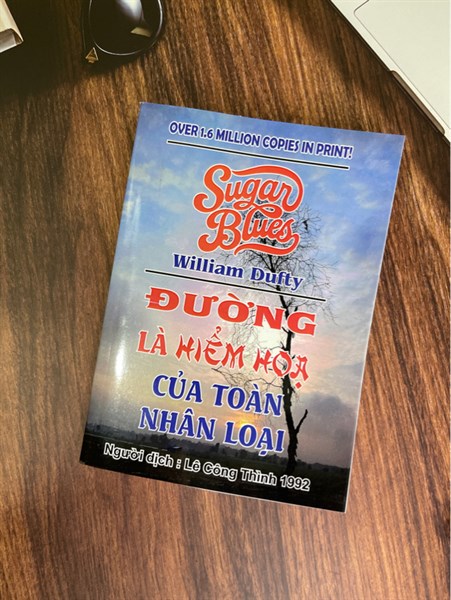 OVER 1.6 MILLION COPIES IN PRINT!
Sugar
Blues
William Dufty
ĐƯỜNG
LÀ HIỂM HỌA
CỦA TOÀN
NHÂN LOẠI
Người dịch : Lê Công Thình 1992